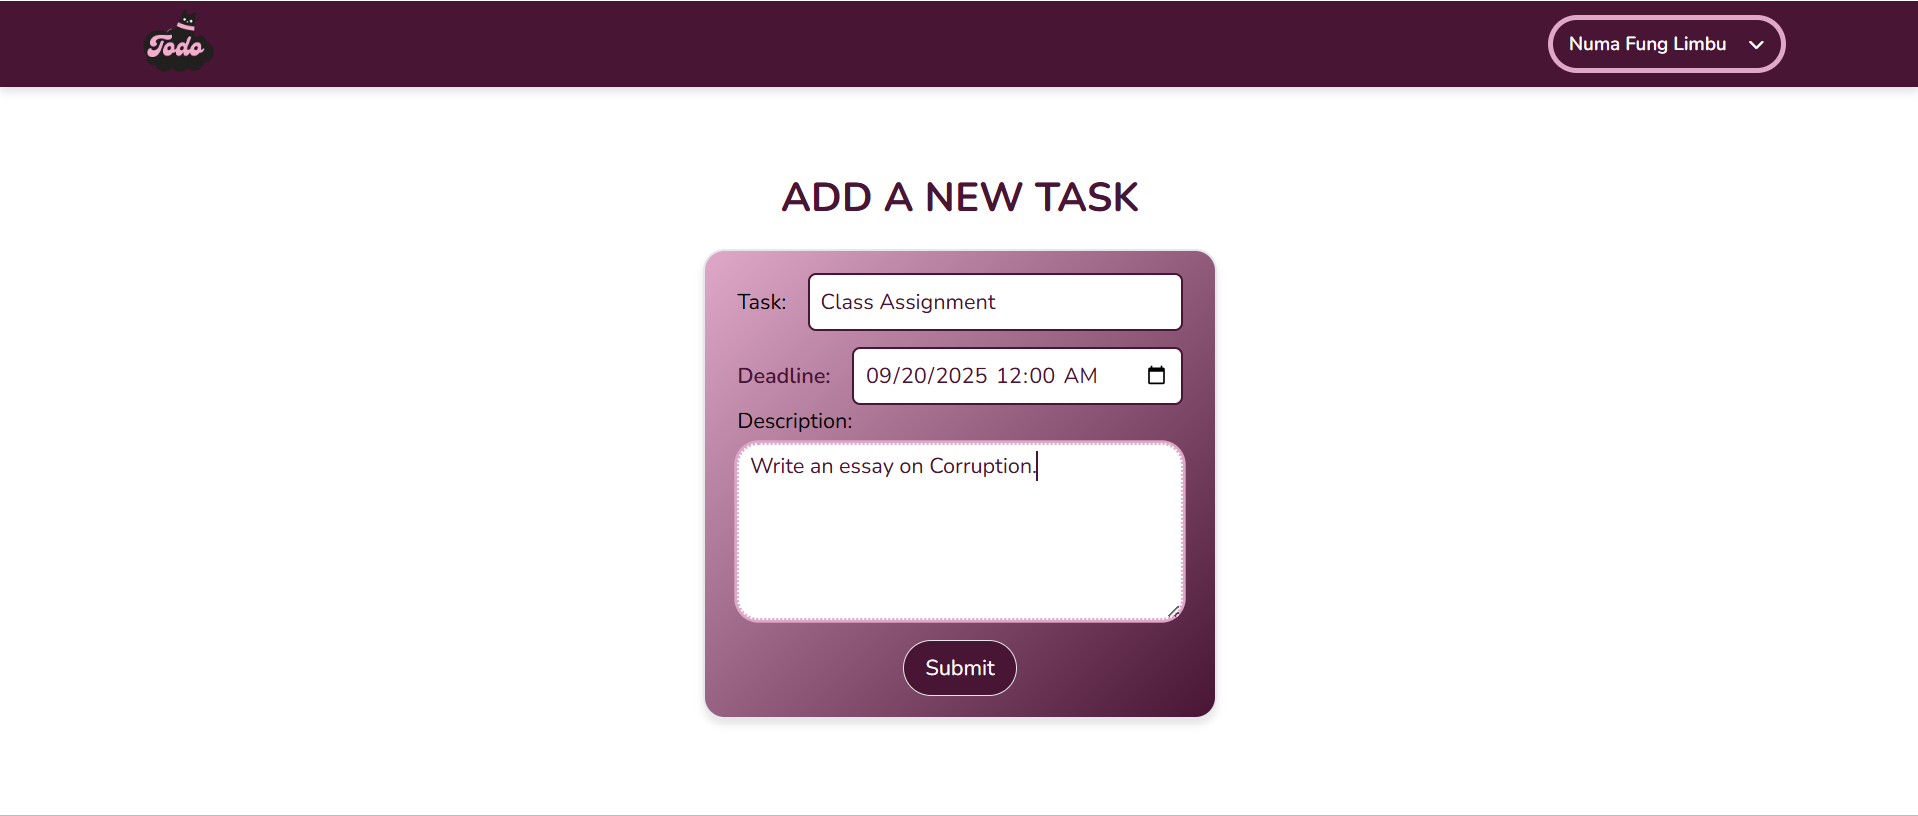 Todo
Numa Fung Limbu
ADD A NEW TASK
Task: Class Assignment
Deadline: 09/20/2025 12:00 AM
Description:
Write an essay on Corruption.
Submit